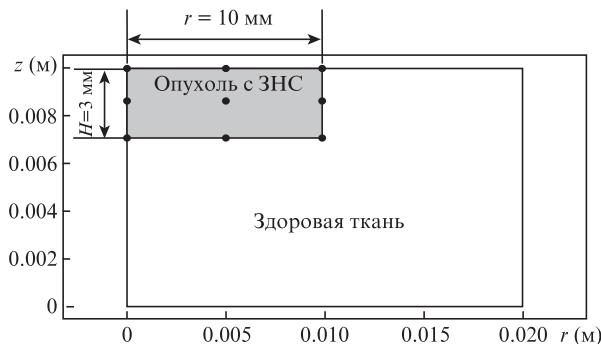 r = 10 мм
z (м)
Опухоль с ЗНС
H=3 мм
0.008
0.006
0.004
Здоровая ткань
0.002
0
0 0.005 0.010 0.015 0.020 r (м)